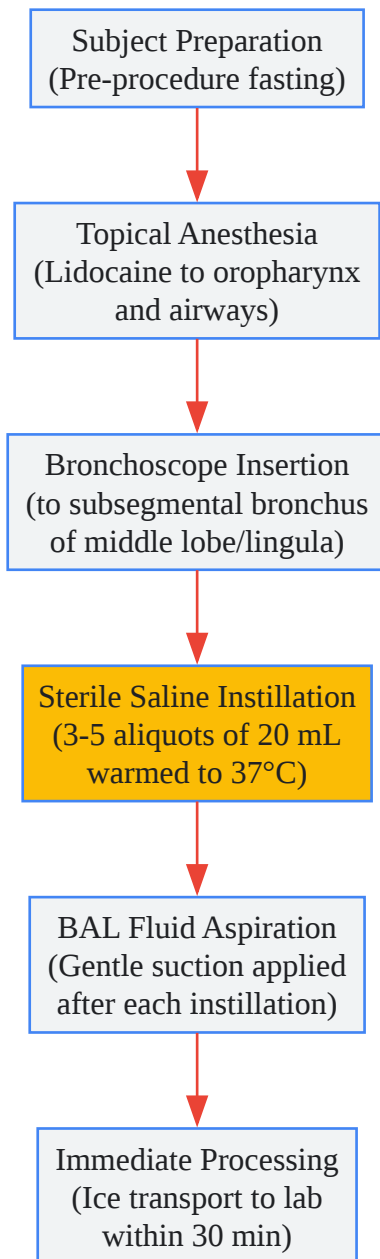 Subject Preparation
(Pre-procedure fasting)
Topical Anesthesia
(Lidocaine to oropharynx
and airways)
Bronchoscope Insertion
(to subsegmental bronchus
of middle lobe/lingula)
Sterile Saline Instillation
(3-5 aliquots of 20 mL
warmed to 37°C)
BAL Fluid Aspiration
(Gentle suction applied
after each instillation)
Immediate Processing
(Ice transport to lab
within 30 min)